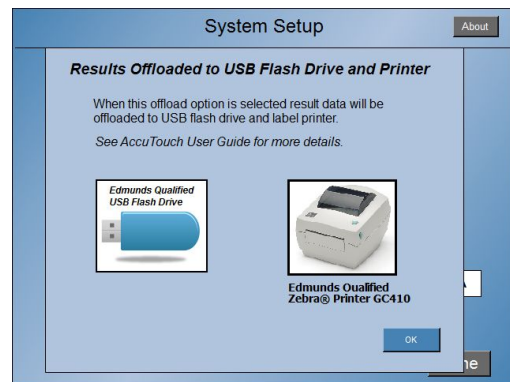 System Setup
About
Results Offloaded to USB Flash Drive and Printer
When this offload option is selected result data will be
offloaded to USB flash drive and label printer.
See AccuTouch User Guide for more details.
Edmunds Qualified
USB Flash Drive
Edmunds Oualified
Zebra® Printer GC410
OK
ne